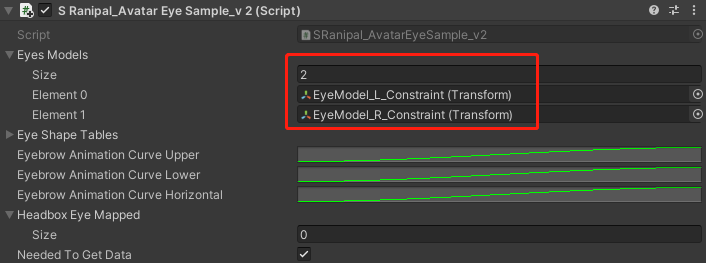 S Ranipal_Avatar Eye Sample_v 2 (Script)
Script SRanipal_AvatarEyeSample_v2
Eyes Models
Size 2
Element 0 EyeModel_L_Constraint (Transform)
Element 1 EyeModel_R_Constraint (Transform)
Eye Shape Tables
Eyebrow Animation Curve Upper
Eyebrow Animation Curve Lower
Eyebrow Animation Curve Horizontal
Headbox Eye Mapped
Size 0
Needed To Get Data